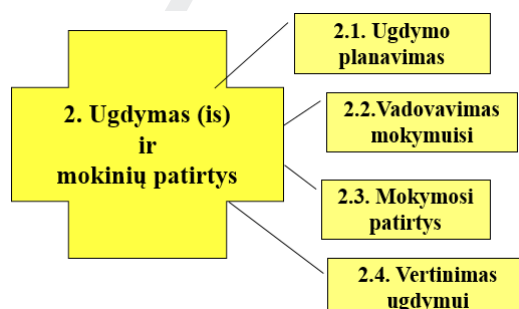 2. Ugdymas (is)
ir
mokinių patirtys
2.1. Ugdymo
planavimas
2.2.Vadovavimas
mokymuisi
2.3. Mokymosi
patirtys
2.4. Vertinimas
ugdymui